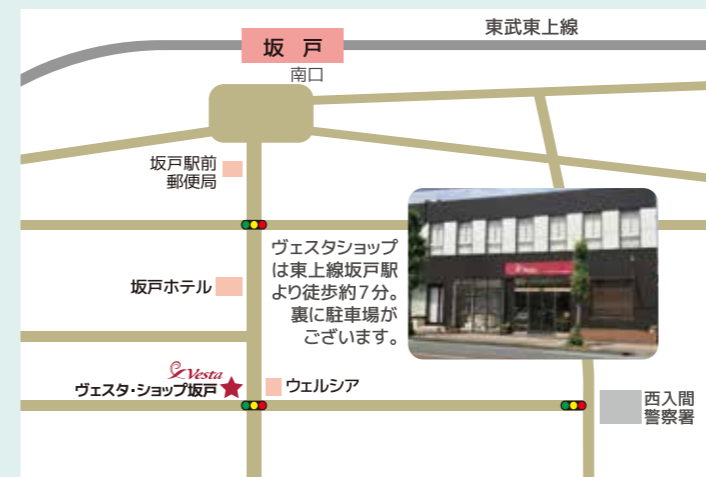 東武東上線
坂 戸
南口
坂戸駅前
郵便局
ヴェスタショップ
は東上線坂戸駅
より徒歩約7分。
裏に駐車場が
ございます。
Vesta
坂戸ホテル
Vesta
ヴェスタ・ショップ坂戸
ウェルシア
西入間
警察署